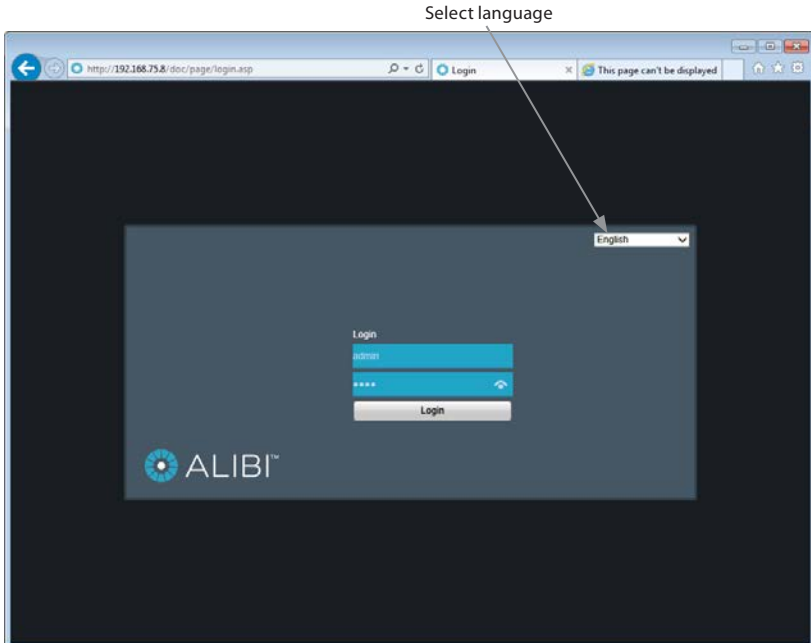 Select language
http://192.168.75.8/doc/page/login.asp
Login
This page can't be displayed
English
Login
admin
••••
Login
ALIBI™